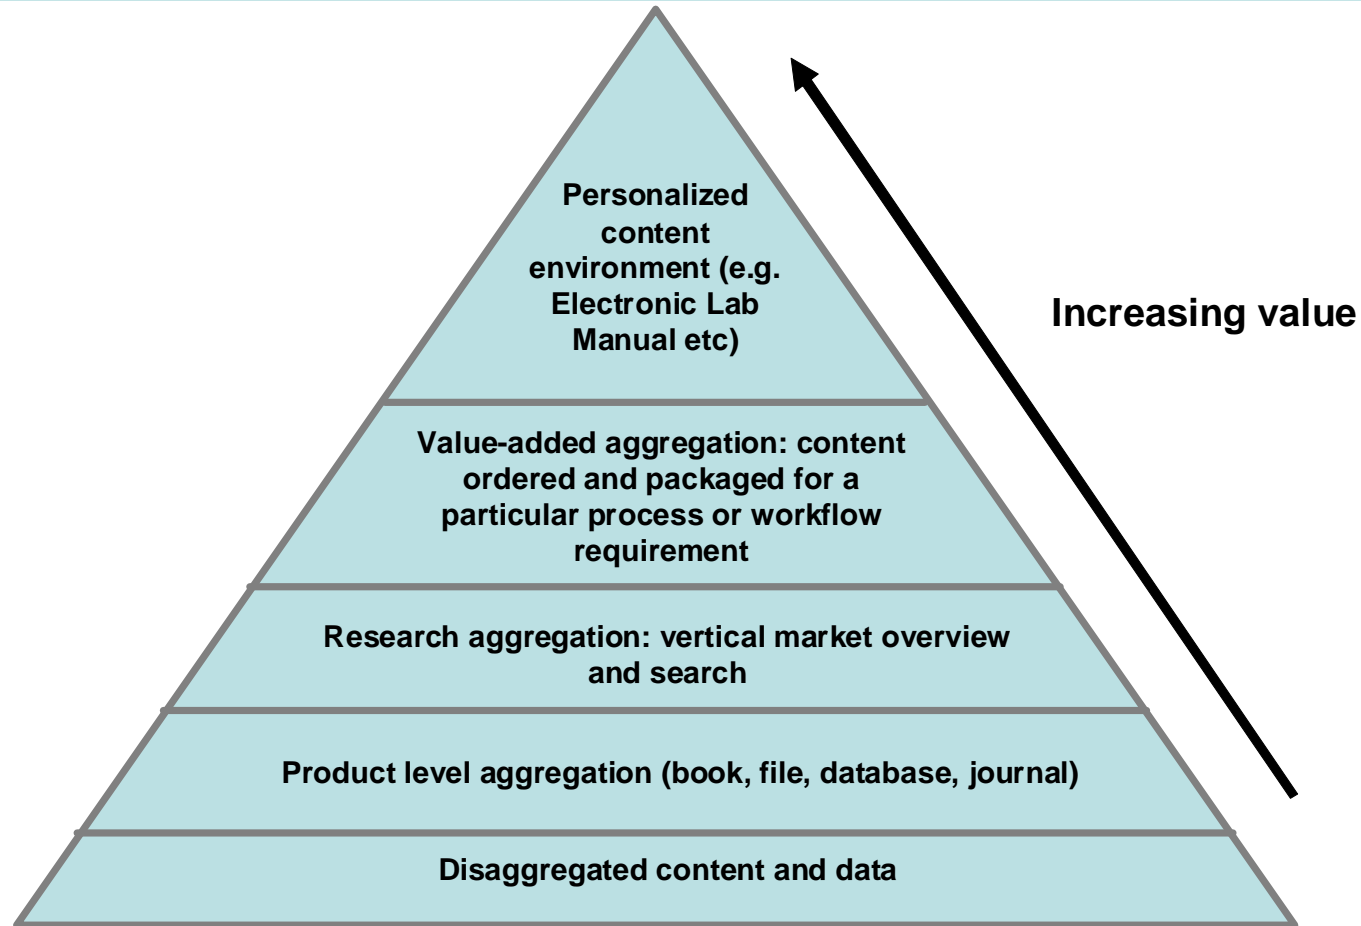 Personalized
content
environment (e.g.
Electronic Lab
Manual etc)
Increasing value
Value-added aggregation: content
ordered and packaged for a
particular process or workflow
requirement
Research aggregation: vertical market overview
and search
Product level aggregation (book, file, database, journal)
Disaggregated content and data